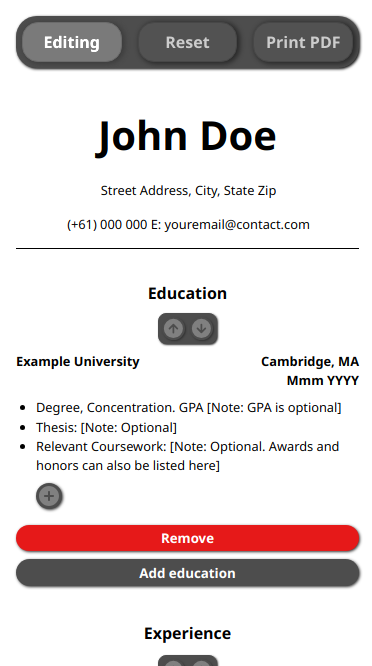 Editing Reset Print PDF
John Doe
Street Address, City, State Zip
(+61) 000 000 E: youremail@contact.com
Education
Example University Cambridge, MA
Mmm YYYY
• Degree, Concentration. GPA [Note: GPA is optional]
• Thesis: [Note: Optional]
• Relevant Coursework: [Note: Optional. Awards and
honors can also be listed here]
Remove
Add education
Experience